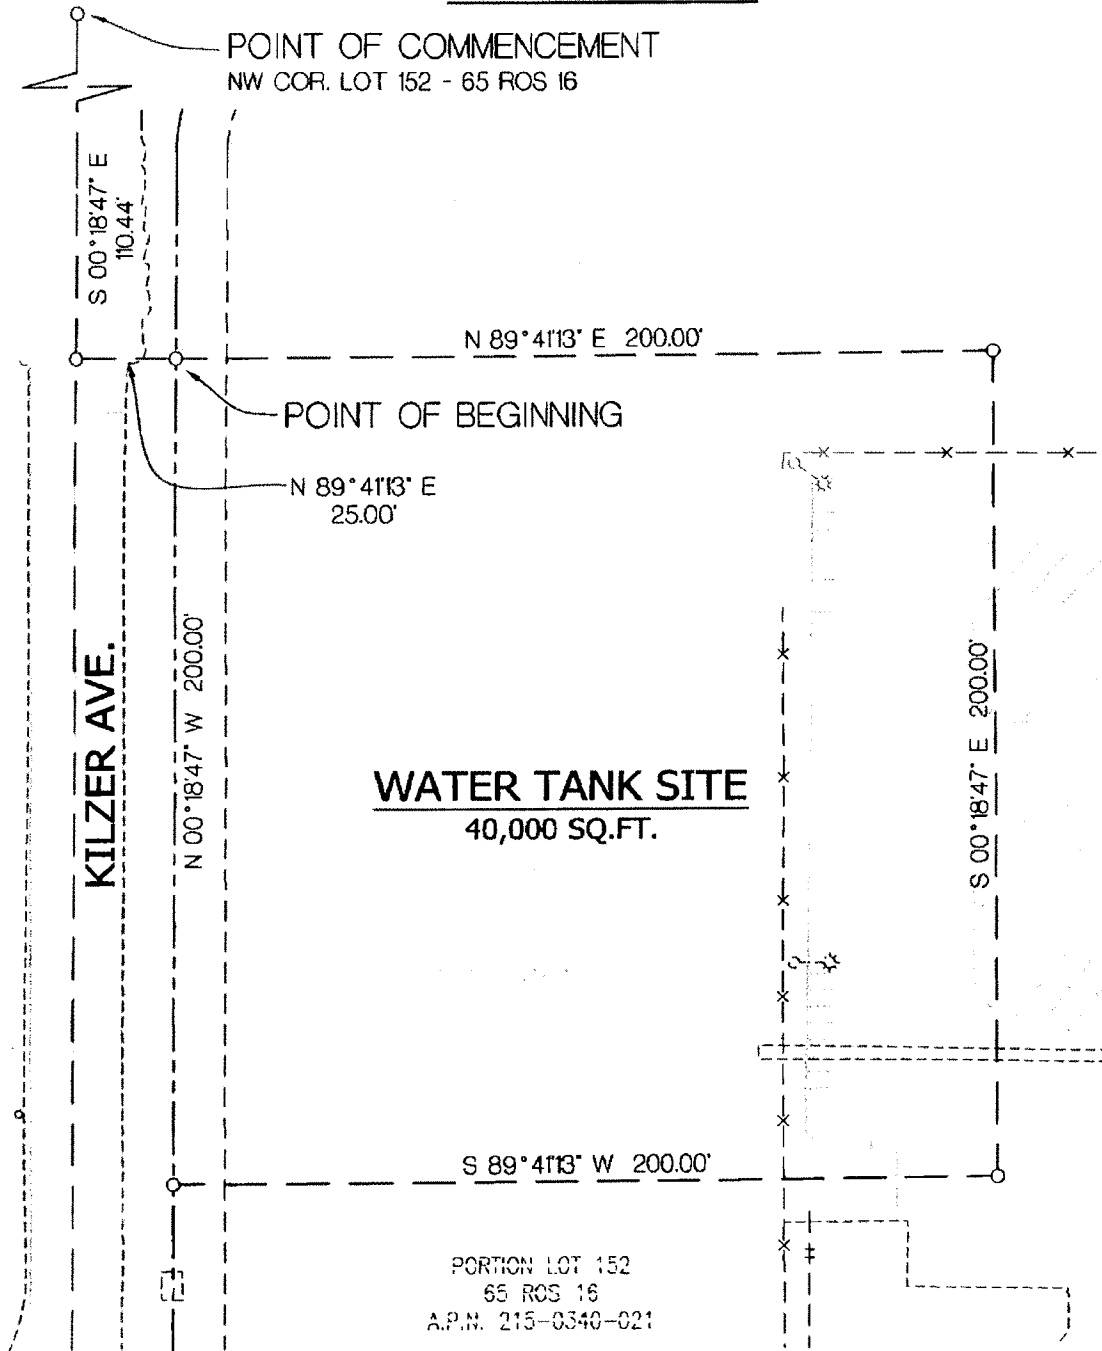 POINT OF COMMENCEMENT
NW COR. LOT 152 - 65 ROS 16
S 00°18'47" E
110.44'
N 89°41'13" E 200.00'
POINT OF BEGINNING
N 89°41'13" E
25.00'
KILZER AVE.
N 00°18'47" W 200.00'
WATER TANK SITE
40,000 SQ.FT.
S 00°18'47" E 200.00'
S 89°41'13" W 200.00'
PORTION LOT 152
65 ROS 16
A.P.N. 215-0340-021